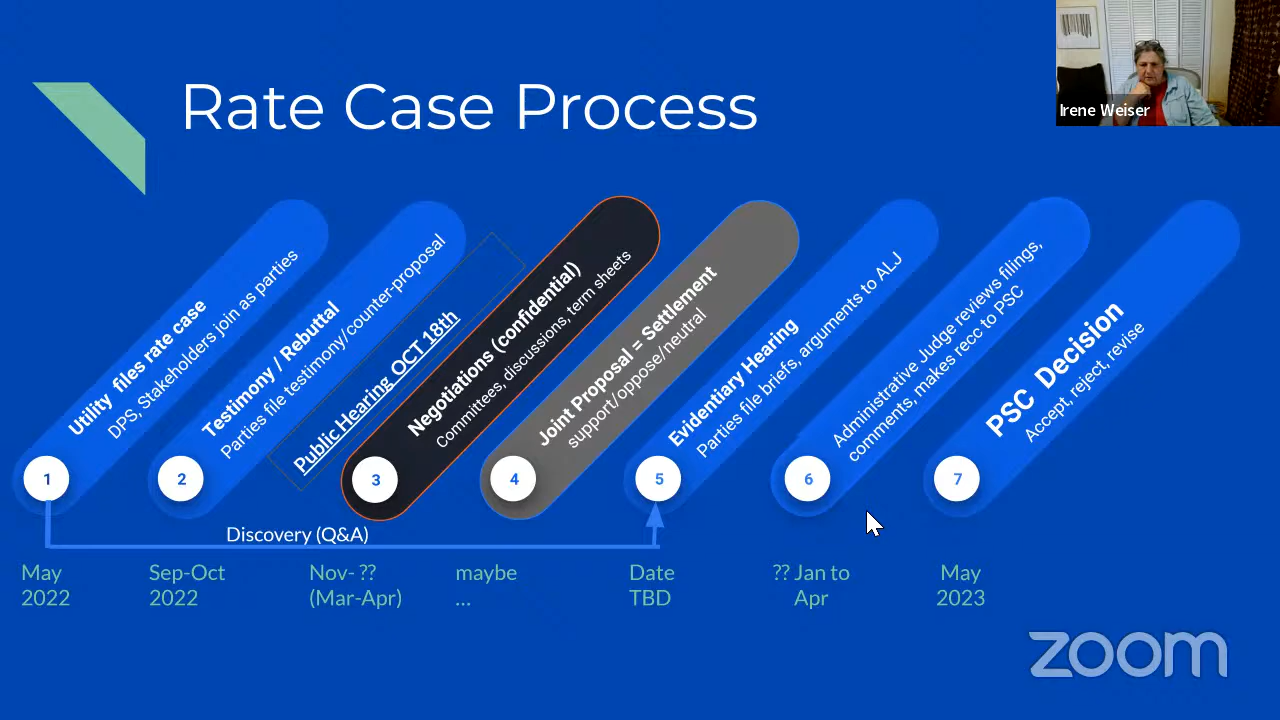 Rate Case Process
Irene Weiser
Utility files rate case
DPS, Stakeholders join as parties
Testimony / Rebuttal
Parties file testimony/counter-proposal
Public Hearing OCT 18th
Negotiations (confidential)
Committees, discussions, term sheets
Joint Proposal = Settlement
support/oppose/neutral
Evidentiary Hearing
Parties file briefs, arguments to ALJ
Administrative Judge reviews filings,
comments, makes recc to PSC
PSC Decision
Accept, reject, revise
1
2
3
4
5
6
7
Discovery (Q&A)
May
2022
Sep-Oct
2022
Nov- ??
(Mar-Apr)
maybe
...
Date
TBD
?? Jan to
Apr
May
2023
zoom